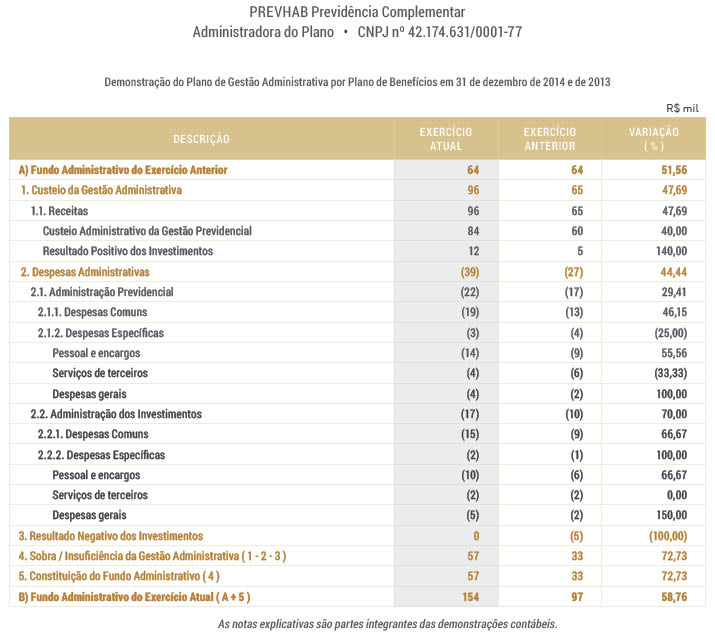 PREVHAB Previdência Complementar
Administradora do Plano • CNPJ nº 42.174.631/0001-77
Demonstração do Plano de Gestão Administrativa por Plano de Benefícios em 31 de dezembro de 2014 e de 2013
R$ mil
DESCRIÇÃO EXERCÍCIO ATUAL EXERCÍCIO ANTERIOR VARIAÇÃO ( % )
A) Fundo Administrativo do Exercício Anterior 64 64 51,56
1. Custeio da Gestão Administrativa 96 65 47,69
1.1. Receitas 96 65 47,69
Custeio Administrativo da Gestão Previdencial 84 60 40,00
Resultado Positivo dos Investimentos 12 5 140,00
2. Despesas Administrativas (39) (27) 44,44
2.1. Administração Previdencial (22) (17) 29,41
2.1.1. Despesas Comuns (19) (13) 46,15
2.1.2. Despesas Específicas (3) (4) (25,00)
Pessoal e encargos (14) (9) 55,56
Serviços de terceiros (4) (6) (33,33)
Despesas gerais (4) (2) 100,00
2.2. Administração dos Investimentos (17) (10) 70,00
2.2.1. Despesas Comuns (15) (9) 66,67
2.2.2. Despesas Específicas (2) (1) 100,00
Pessoal e encargos (10) (6) 66,67
Serviços de terceiros (2) (2) 0,00
Despesas gerais (5) (2) 150,00
3. Resultado Negativo dos Investimentos 0 (5) (100,00)
4. Sobra / Insuficiência da Gestão Administrativa ( 1 - 2 - 3 ) 57 33 72,73
5. Constituição do Fundo Administrativo ( 4 ) 57 33 72,73
B) Fundo Administrativo do Exercício Atual ( A + 5 ) 154 97 58,76
As notas explicativas são partes integrantes das demonstrações contábeis.